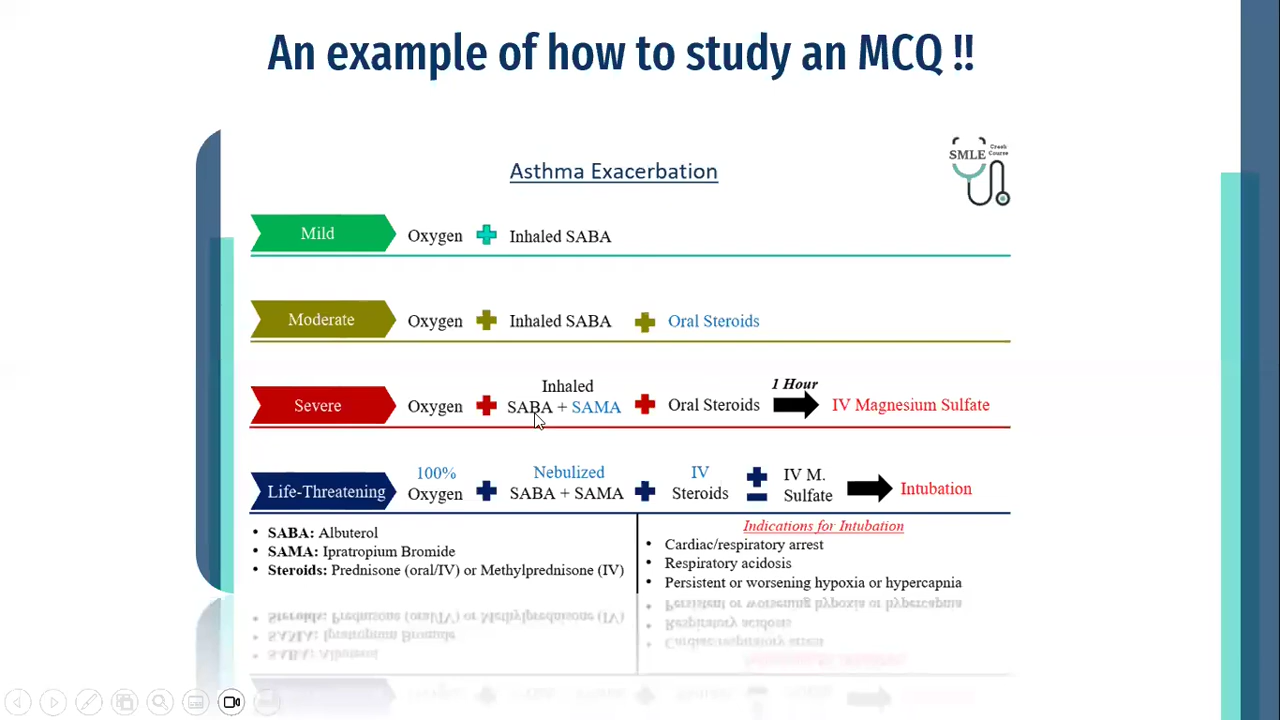 An example of how to study an MCQ !!
SMLE Crash Course
Asthma Exacerbation
Mild Oxygen Inhaled SABA
Moderate Oxygen Inhaled SABA Oral Steroids
Severe Oxygen Inhaled SABA + SAMA Oral Steroids 1 Hour IV Magnesium Sulfate
Life-Threatening 100% Oxygen Nebulized SABA + SAMA IV Steroids IV M. Sulfate Intubation
• SABA: Albuterol
• SAMA: Ipratropium Bromide
• Steroids: Prednisone (oral/IV) or Methylprednisone (IV)
Indications for Intubation
• Cardiac/respiratory arrest
• Respiratory acidosis
• Persistent or worsening hypoxia or hypercapnia